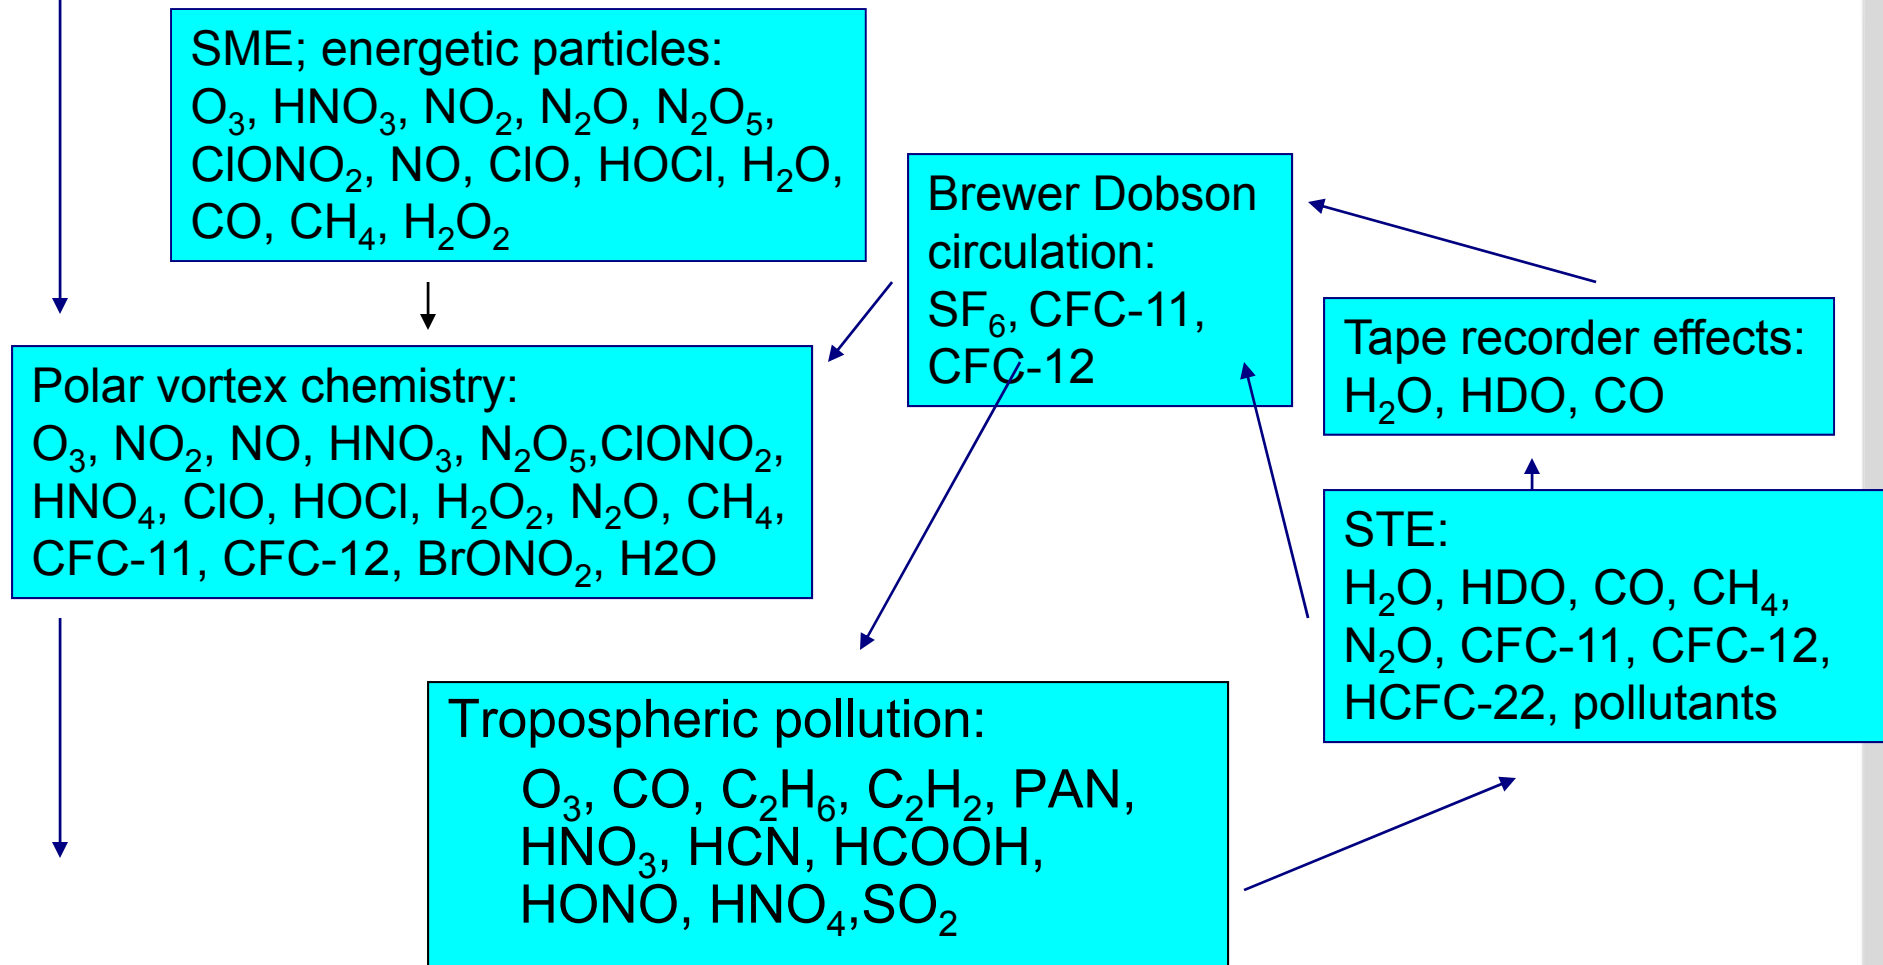 SME; energetic particles:
O₃, HNO₃, NO₂, N₂O, N₂O₅,
ClONO₂, NO, ClO, HOCl, H₂O,
CO, CH₄, H₂O₂
Brewer Dobson
circulation:
SF₆, CFC-11,
CFC-12
Tape recorder effects:
H₂O, HDO, CO
Polar vortex chemistry:
O₃, NO₂, NO, HNO₃, N₂O₅,ClONO₂,
HNO₄, ClO, HOCl, H₂O₂, N₂O, CH₄,
CFC-11, CFC-12, BrONO₂, H2O
STE:
H₂O, HDO, CO, CH₄,
N₂O, CFC-11, CFC-12,
HCFC-22, pollutants
Tropospheric pollution:
O₃, CO, C₂H₆, C₂H₂, PAN,
HNO₃, HCN, HCOOH,
HONO, HNO₄,SO₂